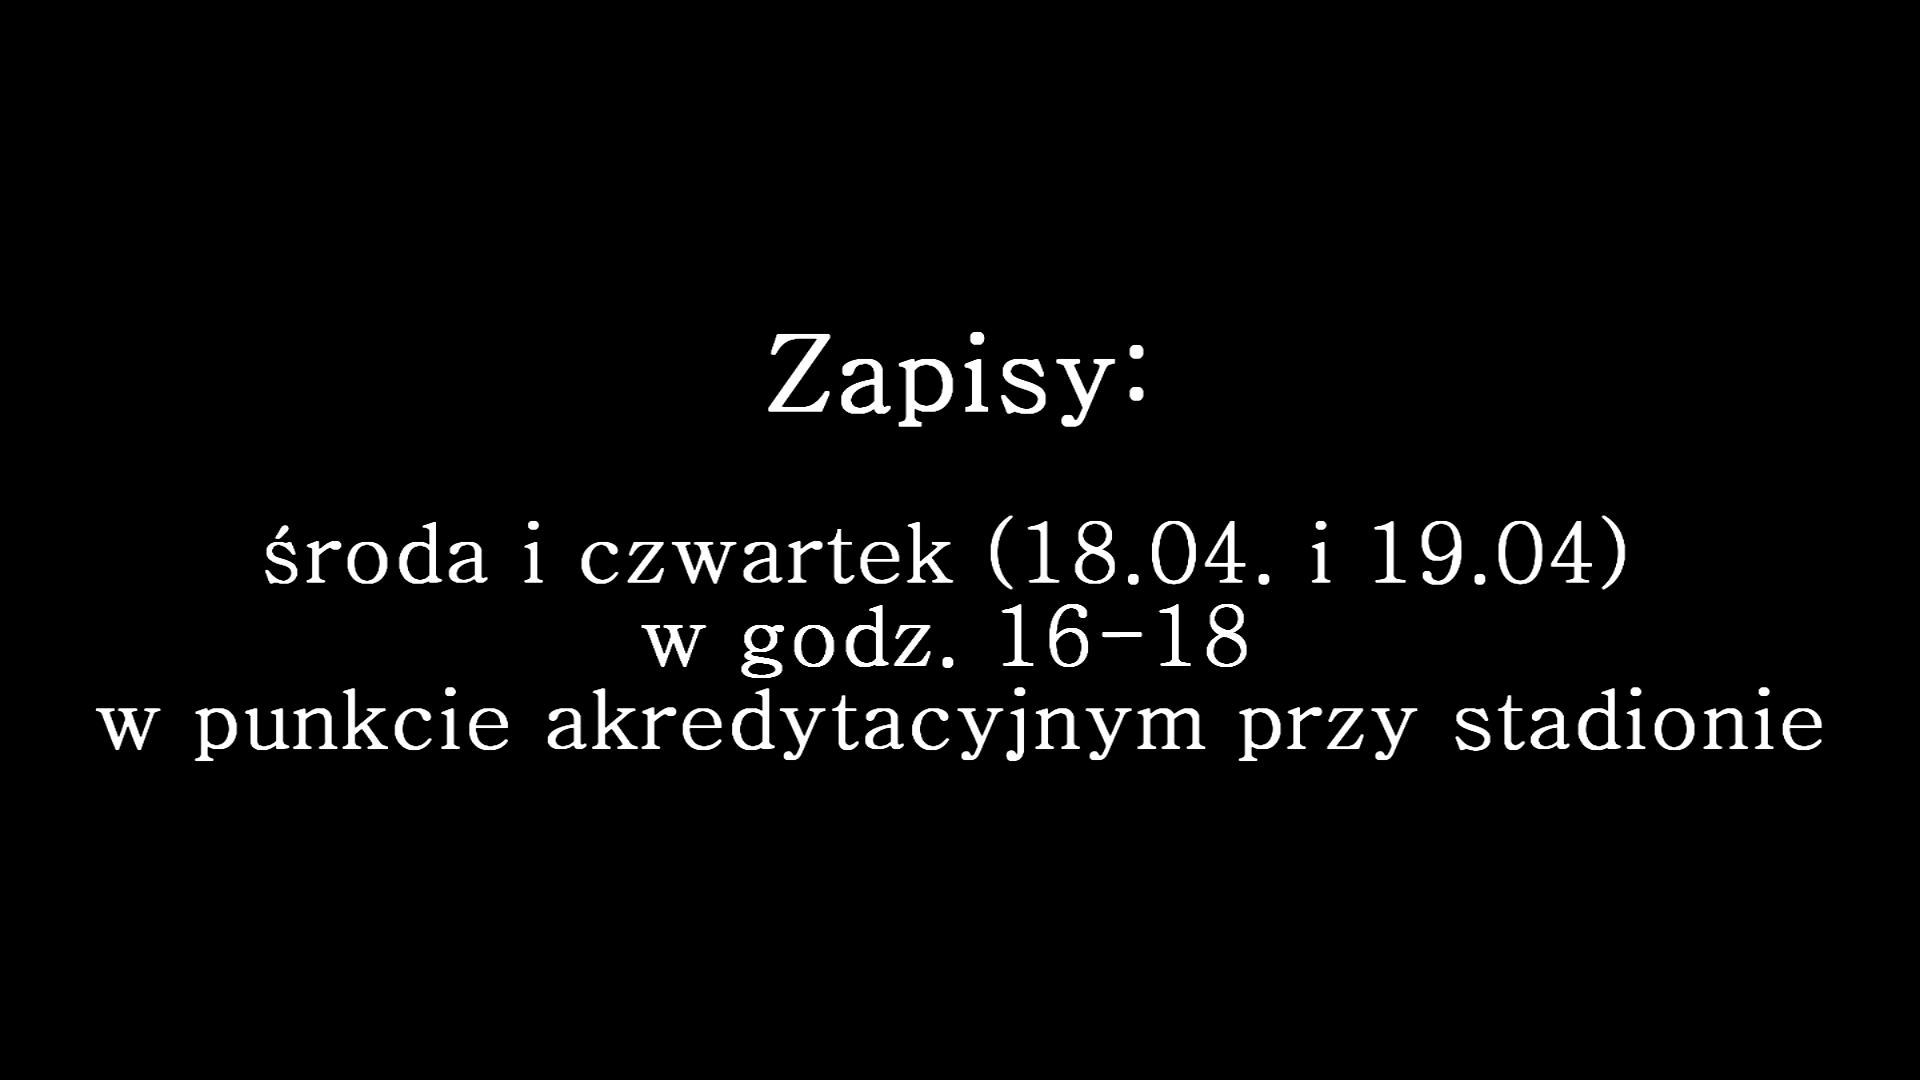 Zapisy:
środa i czwartek (18.04. i 19.04)
w godz. 16-18
w punkcie akredytacyjnym przy stadionie